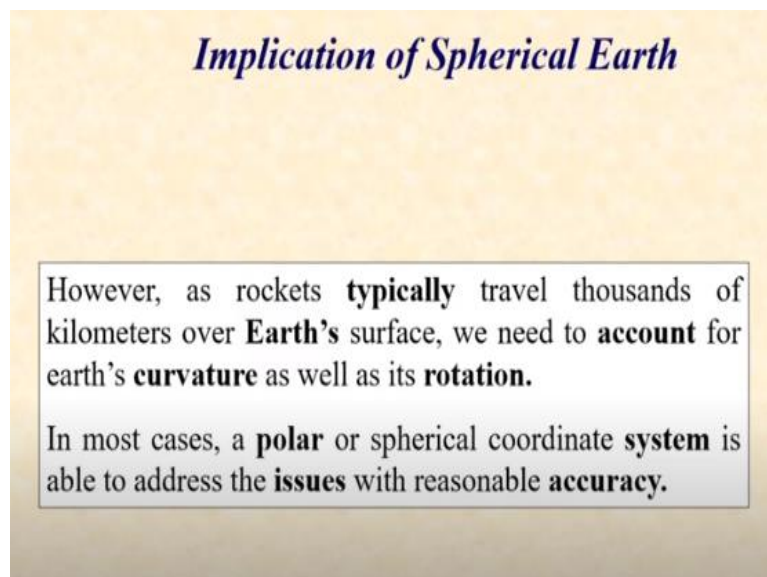 Implication of Spherical Earth
However, as rockets typically travel thousands of
kilometers over Earth's surface, we need to account for
earth's curvature as well as its rotation.
In most cases, a polar or spherical coordinate system is
able to address the issues with reasonable accuracy.